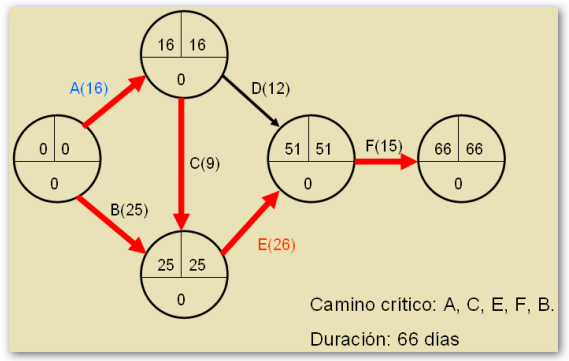 16 16
0
A(16)
D(12)
0 0
0
C(9)
51 51
0
F(15)
66 66
0
B(25)
25 25
0
E(26)
Camino critico: A, C, E, F, B.
Duración: 66 días